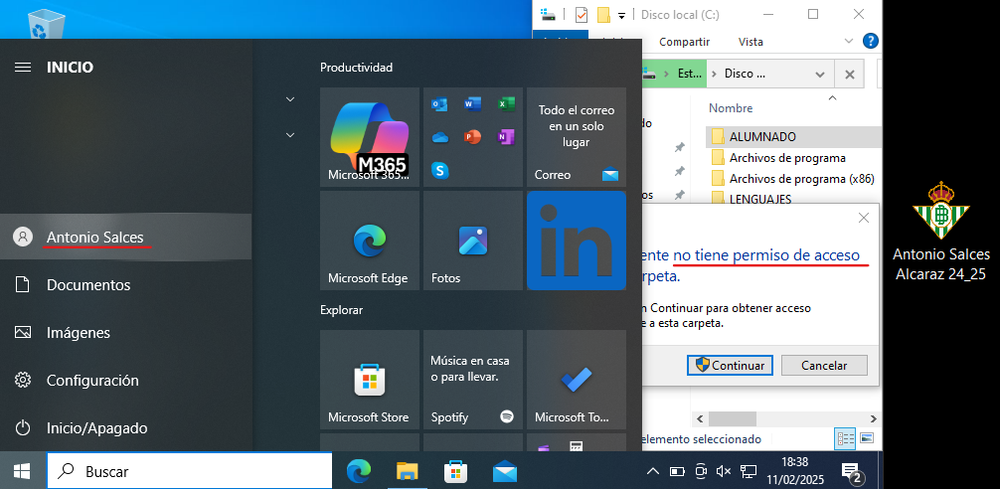 Disco local (C:)
Compartir
Vista
INICIO
Productividad
Est...
Disco ...
Nombre
ALUMNADO
Archivos de programa
Archivos de programa (x86)
LENGUAJES
M365
Microsoft 365...
Todo el correo
en un solo
lugar
Correo
Antonio Salces
Documentos
Imágenes
Configuración
Inicio/Apagado
Microsoft Edge
Fotos
in
Explorar
Microsoft Store
Música en casa
o para llevar.
Spotify
Microsoft To...
ente no tiene permiso de acceso
rpeta.
n Continuar para obtener acceso
e a esta carpeta.
Continuar
Cancelar
elemento seleccionado
Antonio Salces
Alcaraz 24_25
Buscar
18:38
11/02/2025
2